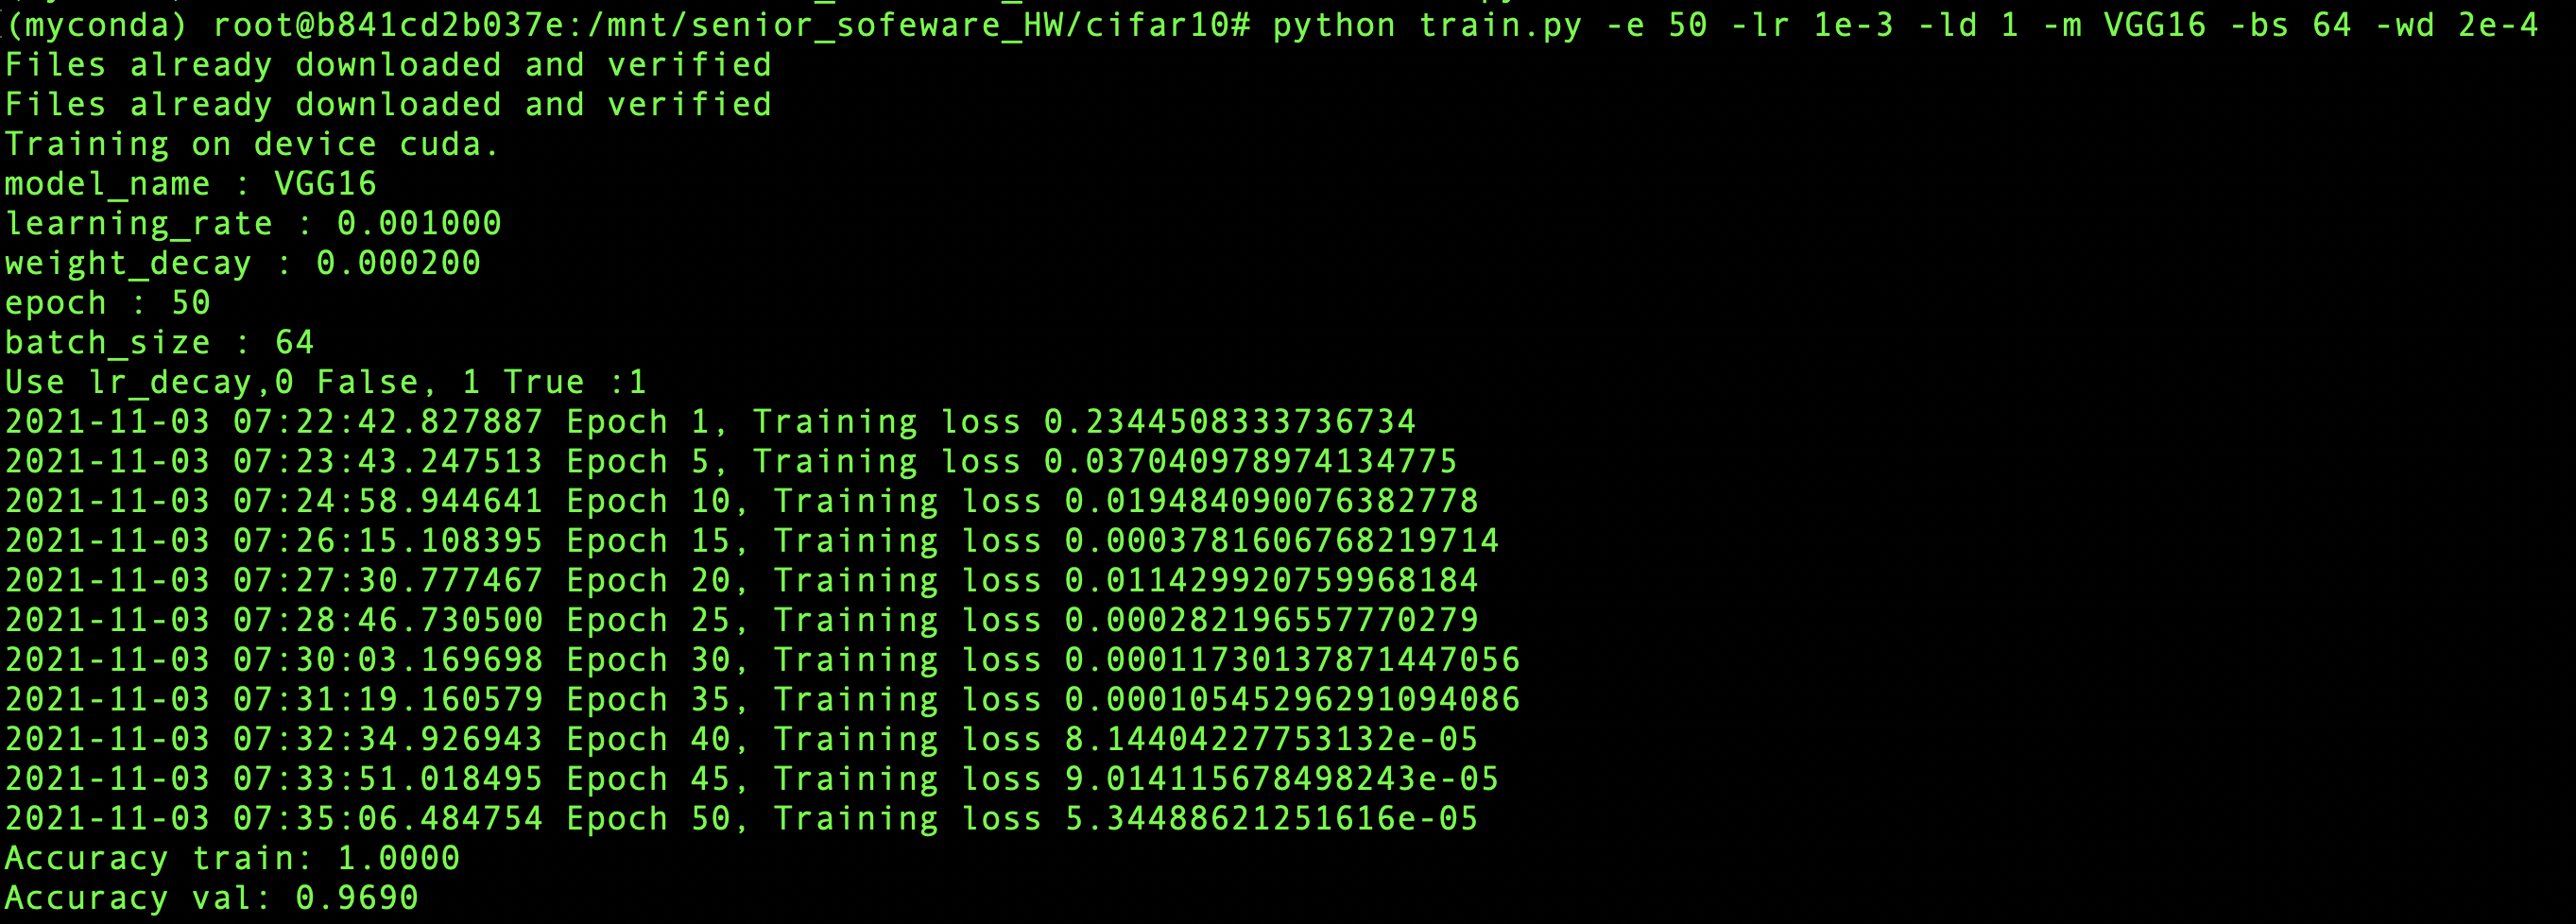 (myconda) root@b841cd2b037e:/mnt/senior_sofeware_HW/cifar10# python train.py -e 50 -lr 1e-3 -ld 1 -m VGG16 -bs 64 -wd 2e-4
Files already downloaded and verified
Files already downloaded and verified
Training on device cuda.
model_name : VGG16
learning_rate : 0.001000
weight_decay : 0.000200
epoch : 50
batch_size : 64
Use lr_decay,0 False, 1 True :1
2021-11-03 07:22:42.827887 Epoch 1, Training loss 0.2344508333736734
2021-11-03 07:23:43.247513 Epoch 5, Training loss 0.037040978974134775
2021-11-03 07:24:58.944641 Epoch 10, Training loss 0.019484090076382778
2021-11-03 07:26:15.108395 Epoch 15, Training loss 0.0003781606768219714
2021-11-03 07:27:30.777467 Epoch 20, Training loss 0.011429920759968184
2021-11-03 07:28:46.730500 Epoch 25, Training loss 0.000282196557770279
2021-11-03 07:30:03.169698 Epoch 30, Training loss 0.00011730137871447056
2021-11-03 07:31:19.160579 Epoch 35, Training loss 0.00010545296291094086
2021-11-03 07:32:34.926943 Epoch 40, Training loss 8.14404227753132e-05
2021-11-03 07:33:51.018495 Epoch 45, Training loss 9.014115678498243e-05
2021-11-03 07:35:06.484754 Epoch 50, Training loss 5.34488621251616e-05
Accuracy train: 1.0000
Accuracy val: 0.9690